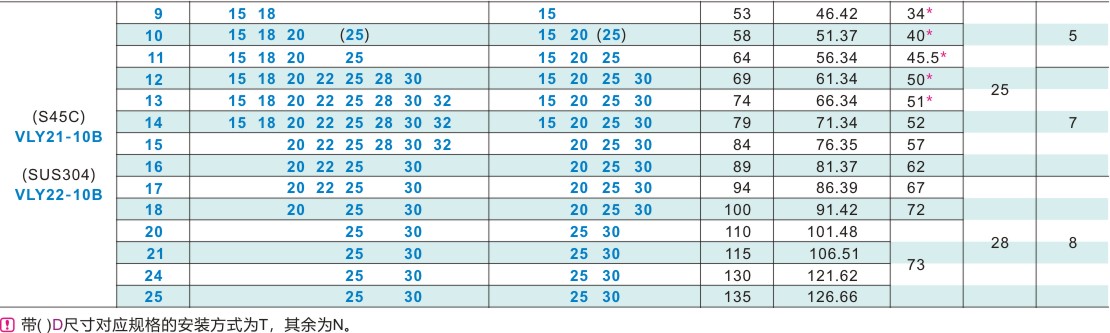 9 15 18 15 53 46.42 34*
10 15 18 20 (25) 15 20 (25) 58 51.37 40* 5
11 15 18 20 25 15 20 25 64 56.34 45.5*
12 15 18 20 22 25 28 30 15 20 25 30 69 61.34 50*
25
13 15 18 20 22 25 28 30 32 15 20 25 30 74 66.34 51*
(S45C)
14 15 18 20 22 25 28 30 32 15 20 25 30 79 71.34 52 7
VLY21-10B
15 20 22 25 28 30 32 20 25 30 84 76.35 57
16 20 22 25 30 20 25 30 89 81.37 62
(SUS304)
17 20 22 25 30 20 25 30 94 86.39 67
VLY22-10B
18 20 25 30 20 25 30 100 91.42 72
20 25 30 25 30 110 101.48
28 8
21 25 30 25 30 115 106.51
73
24 25 30 25 30 130 121.62
25 25 30 25 30 135 126.66
! 带( )D尺寸对应规格的安装方式为T，其余为N。